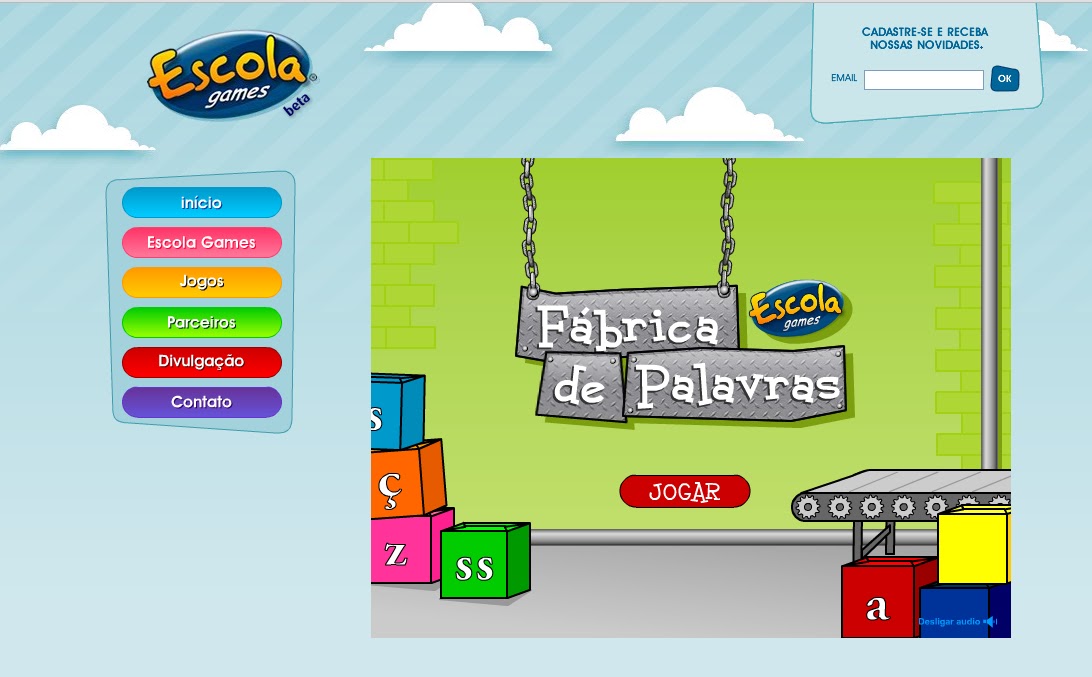 Escola
games
beta
CADASTRE-SE E RECEBA
NOSSAS NOVIDADES.
EMAIL
OK
início
Escola Games
Jogos
Parceiros
Divulgação
Contato
Fábrica
de Palavras
Escola
games
JOGAR
s
ç
z
ss
a
Desligar audio